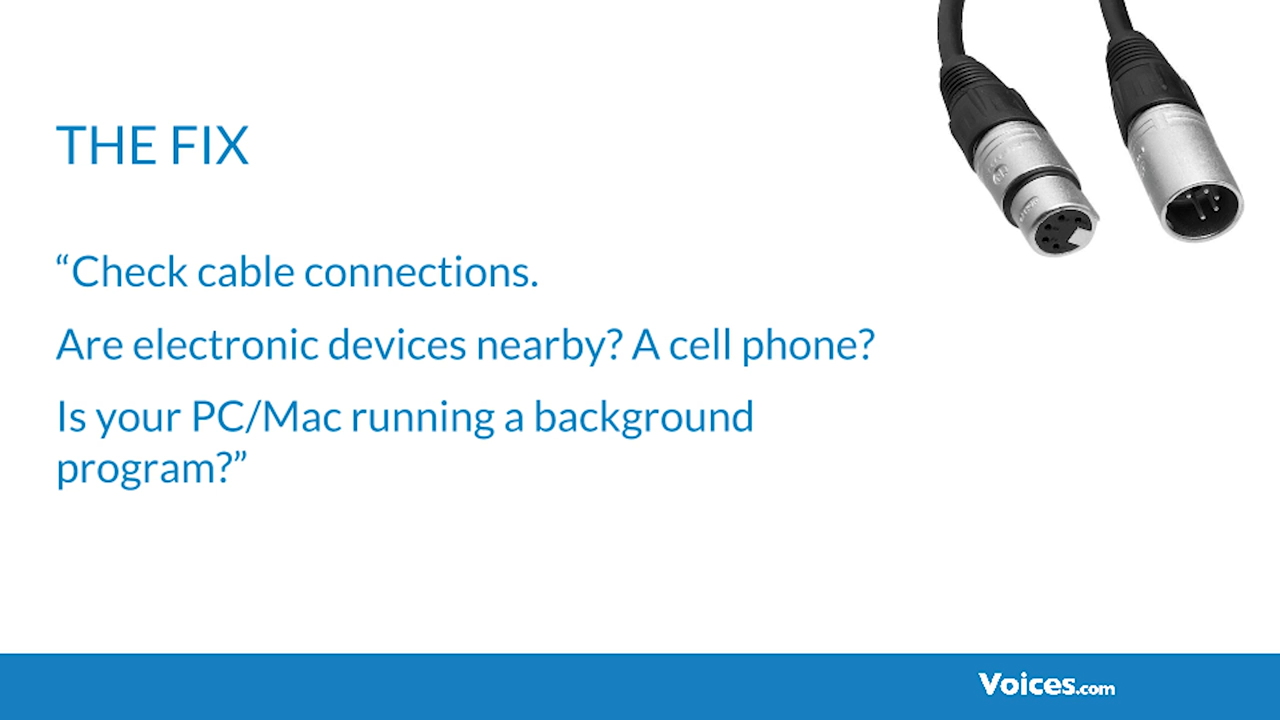 THE FIX
“Check cable connections.
Are electronic devices nearby? A cell phone?
Is your PC/Mac running a background
program?”
Voices.com